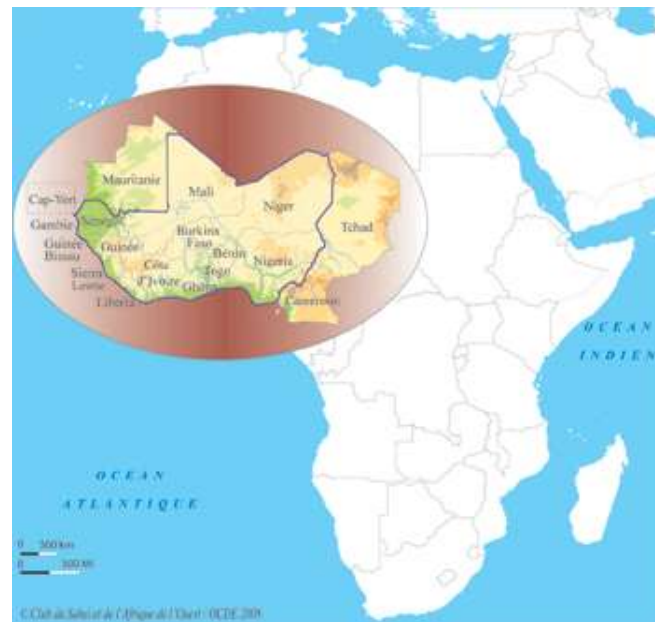 Mauritanie
Mali
Niger
Tchad
Cap-Vert
Sénégal
Gambie
Guinée
Bissau
Guinée
Burkina
Faso
Bénin
Nigeria
Togo
Côte
d'Ivoire
Ghana
Sierra
Leone
Liberia
Cameroun
OCEAN
INDIEN
OCEAN
ATLANTIQUE
0 500 km
0
© Club du Sahel et de l'Afrique de l'Ouest / OCDE